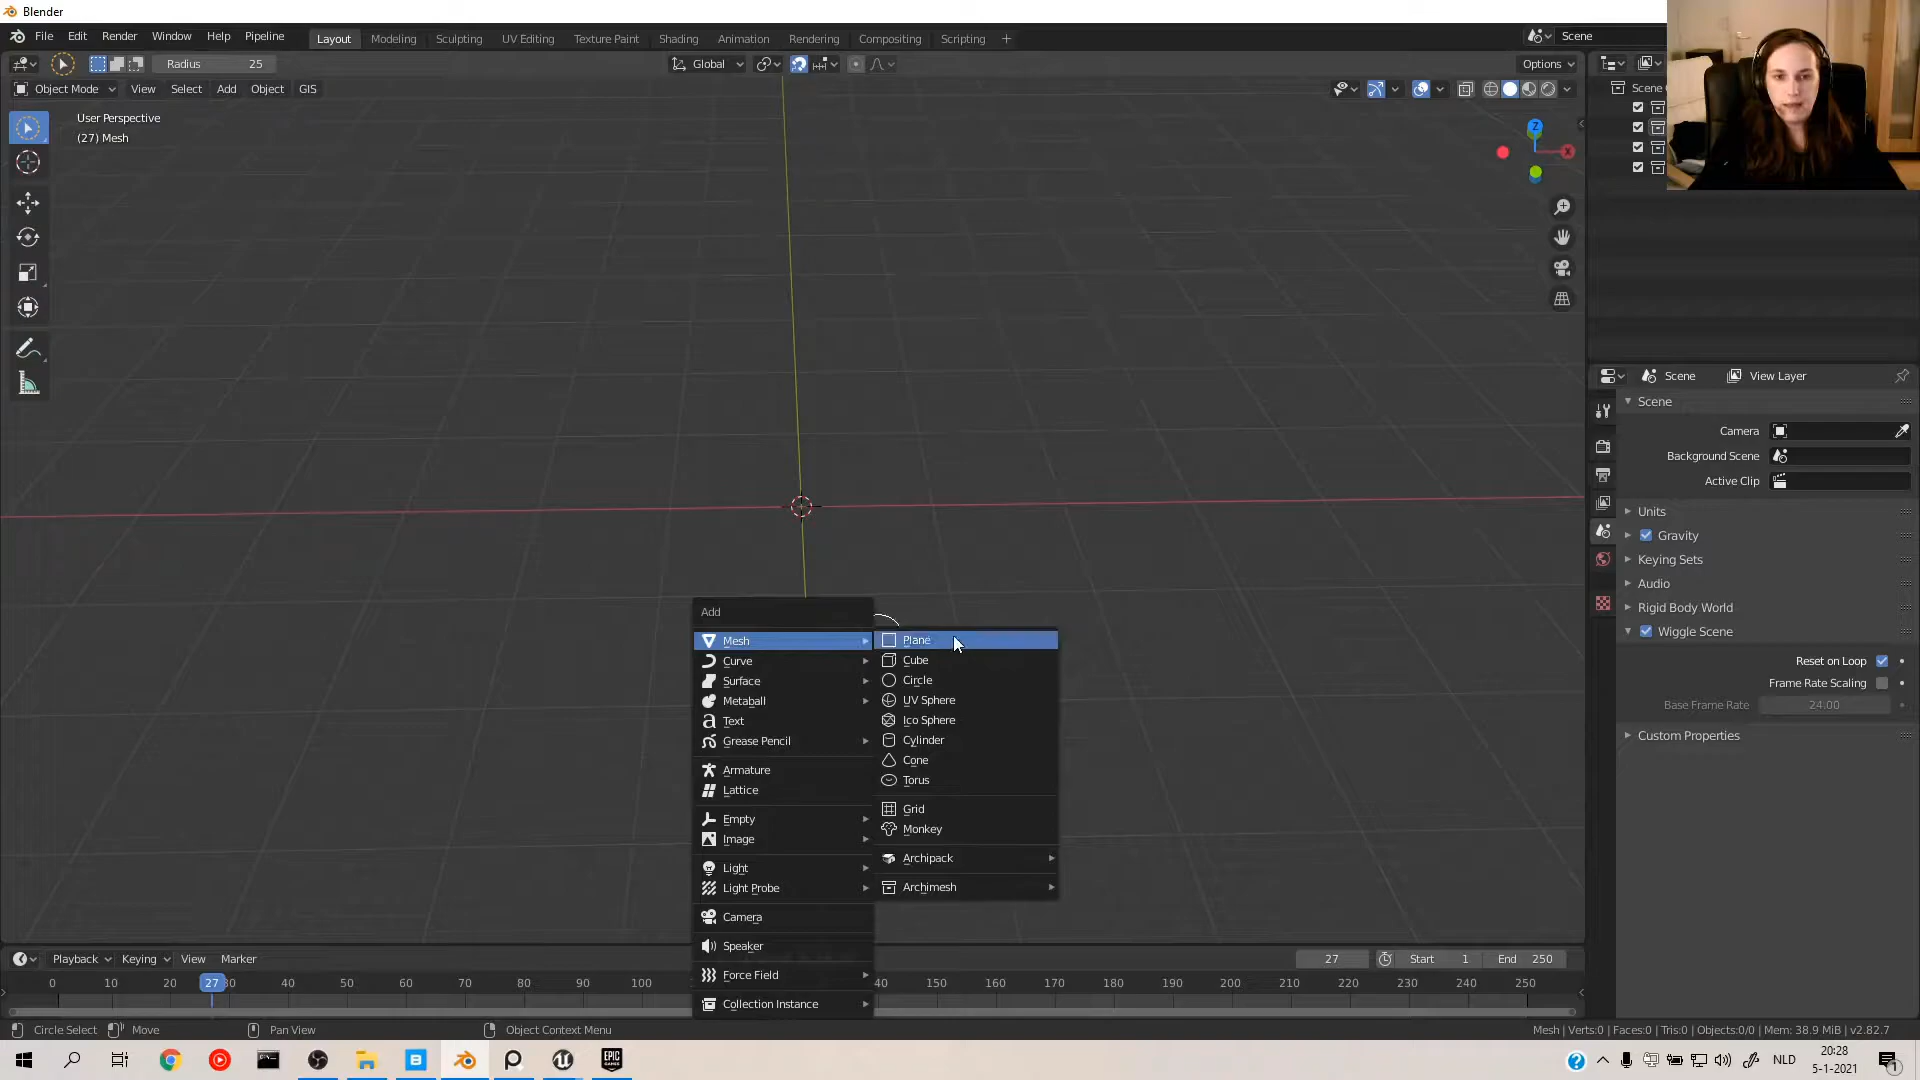 Blender
File Edit Render Window Help Pipeline Layout Modeling Sculpting UV Editing Texture Paint Shading Animation Rendering Compositing Scripting + Scene
Radius 25 Global Options
Object Mode View Select Add Object GIS
User Perspective
(27) Mesh
Z
X
Scene
Scene View Layer
Scene
Camera
Background Scene
Active Clip
Units
Gravity
Keying Sets
Audio
Rigid Body World
Wiggle Scene
Reset on Loop
Frame Rate Scaling
Base Frame Rate 24.00
Custom Properties
Add
Mesh
Curve
Surface
Metaball
Text
Grease Pencil
Armature
Lattice
Empty
Image
Light
Light Probe
Camera
Speaker
Force Field
Collection Instance
Plane
Cube
Circle
UV Sphere
Ico Sphere
Cylinder
Cone
Torus
Grid
Monkey
Archipack
Archimesh
Playback Keying View Marker 27 Start 1 End 250
0 10 20 27 30 40 50 60 70 80 90 100 40 150 160 170 180 190 200 210 220 230 240 250
Circle Select Move Pan View Object Context Menu Mesh | Verts:0 | Faces:0 | Tris:0 | Objects:0/0 | Mem: 38.9 MiB | v2.82.7
EPIC GAMES
NLD
20:28
5-1-2021
1